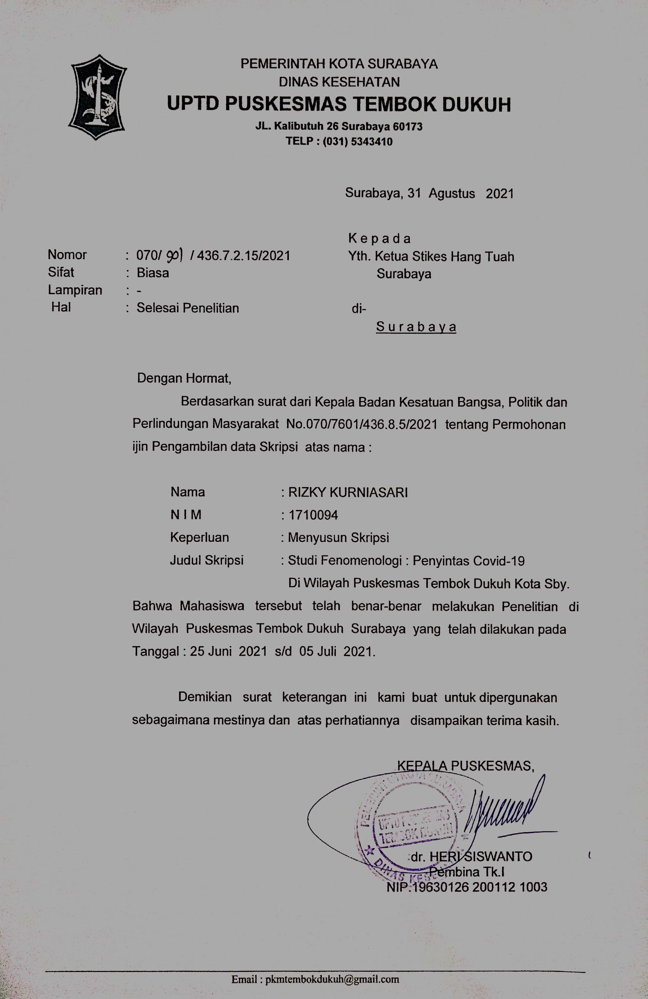 PEMERINTAH KOTA SURABAYA
DINAS KESEHATAN
UPTD PUSKESMAS TEMBOK DUKUH
JL. Kalibutuh 26 Surabaya 60173
TELP : (031) 5343410
Surabaya, 31 Agustus 2021
Kepada
Nomor : 070/ 901 / 436.7.2.15/2021
Yth. Ketua Stikes Hang Tuah
Sifat : Biasa
Surabaya
Lampiran : -
Hal : Selesai Penelitian
di-
Surabaya
Dengan Hormat,
Berdasarkan surat dari Kepala Badan Kesatuan Bangsa, Politik dan
Perlindungan Masyarakat No.070/7601/436.8.5/2021 tentang Permohonan
ijin Pengambilan data Skripsi atas nama :
Nama : RIZKY KURNIASARI
N I M : 1710094
Keperluan : Menyusun Skripsi
Judul Skripsi : Studi Fenomenologi : Penyintas Covid-19
Di Wilayah Puskesmas Tembok Dukuh Kota Sby.
Bahwa Mahasiswa tersebut telah benar-benar melakukan Penelitian di
Wilayah Puskesmas Tembok Dukuh Surabaya yang telah dilakukan pada
Tanggal : 25 Juni 2021 s/d 05 Juli 2021.
Demikian surat keterangan ini kami buat untuk dipergunakan
sebagaimana mestinya dan atas perhatiannya disampaikan terima kasih.
KEPALA PUSKESMAS,
PEMERINTAH KOTA SURABAYA
UPTD PUSKESMAS
TEMBOK DUKUH
DINAS KESEHATAN
dr. HERI SISWANTO
Pembina Tk.I
NIP.19630126 200112 1003
Email : pkmtembokdukuh@gmail.com